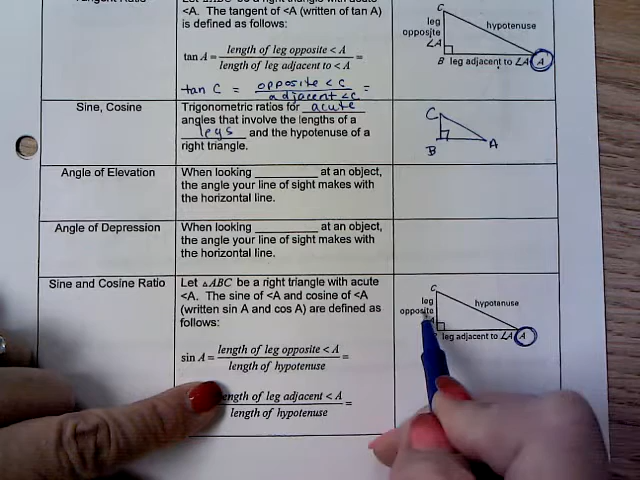 Tangent Ratio
Let △ABC be a right triangle with acute
<A. The tangent of <A (written of tan A)
is defined as follows:
tan A = length of leg opposite < A / length of leg adjacent to < A =
tan C = opposite < C / adjacent < C =
C
leg
opposite
∠A
hypotenuse
B leg adjacent to ∠A A
Sine, Cosine
Trigonometric ratios for acute
angles that involve the lengths of a
legs and the hypotenuse of a
right triangle.
C
B
A
Angle of Elevation
When looking __________ at an object,
the angle your line of sight makes with
the horizontal line.
Angle of Depression
When looking __________ at an object,
the angle your line of sight makes with
the horizontal line.
Sine and Cosine Ratio
Let △ABC be a right triangle with acute
<A. The sine of <A and cosine of <A
(written sin A and cos A) are defined as
follows:
sin A = length of leg opposite < A / length of hypotenuse =
length of leg adjacent < A / length of hypotenuse =
C
leg
opposite
hypotenuse
leg adjacent to ∠A A